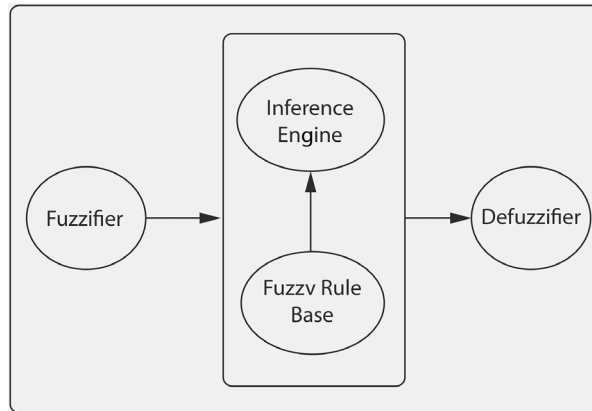 Inference
Engine
Fuzzifier
Defuzzifier
Fuzzv Rule
Base